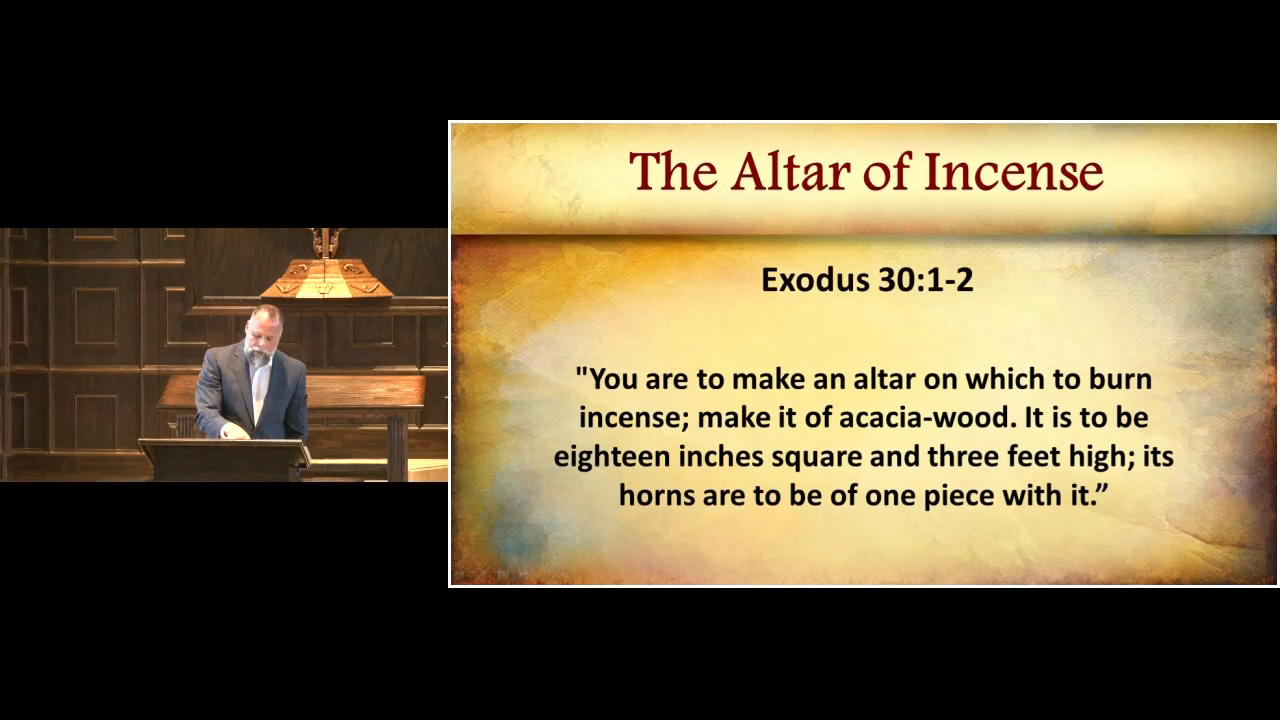 The Altar of Incense
Exodus 30:1-2
"You are to make an altar on which to burn
incense; make it of acacia-wood. It is to be
eighteen inches square and three feet high; its
horns are to be of one piece with it.”